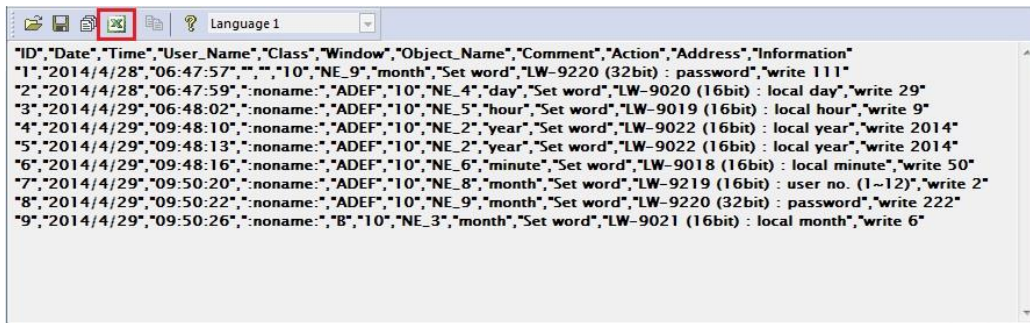 Language 1
"ID","Date","Time","User_Name","Class","Window","Object_Name","Comment","Action","Address","Information"
"1","2014/4/28","06:47:57","","","10","NE_9","month","Set word","LW-9220 (32bit) : password","write 111"
"2","2014/4/28","06:47:59",":noname:","ADEF","10","NE_4","day","Set word","LW-9020 (16bit) : local day","write 29"
"3","2014/4/29","06:48:02",":noname:","ADEF","10","NE_5","hour","Set word","LW-9019 (16bit) : local hour","write 9"
"4","2014/4/29","09:48:10",":noname:","ADEF","10","NE_2","year","Set word","LW-9022 (16bit) : local year","write 2014"
"5","2014/4/29","09:48:13",":noname:","ADEF","10","NE_2","year","Set word","LW-9022 (16bit) : local year","write 2014"
"6","2014/4/29","09:48:16",":noname:","ADEF","10","NE_6","minute","Set word","LW-9018 (16bit) : local minute","write 50"
"7","2014/4/29","09:50:20",":noname:","ADEF","10","NE_8","month","Set word","LW-9219 (16bit) : user no. (1~12)","write 2"
"8","2014/4/29","09:50:22",":noname:","ADEF","10","NE_9","month","Set word","LW-9220 (32bit) : password","write 222"
"9","2014/4/29","09:50:26",":noname:","B","10","NE_3","month","Set word","LW-9021 (16bit) : local month","write 6"